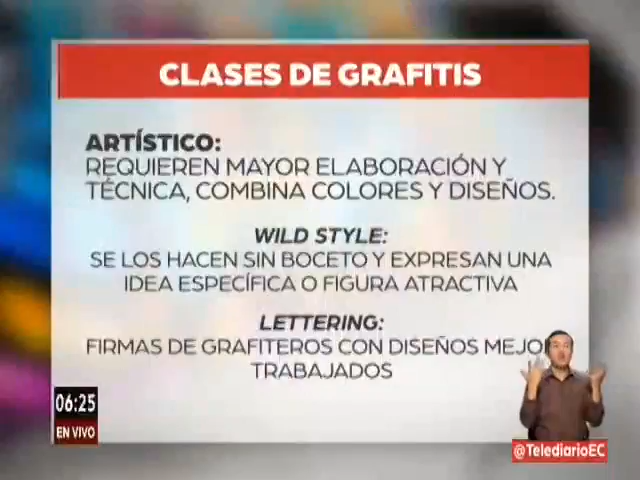 CLASES DE GRAFITIS
ARTÍSTICO:
REQUIEREN MAYOR ELABORACIÓN Y
TÉCNICA, COMBINA COLORES Y DISEÑOS.
WILD STYLE:
SE LOS HACEN SIN BOCETO Y EXPRESAN UNA
IDEA ESPECÍFICA O FIGURA ATRACTIVA
LETTERING:
FIRMAS DE GRAFITEROS CON DISEÑOS MEJO
TRABAJADOS
06:25
EN VIVO
@TelediarioEC